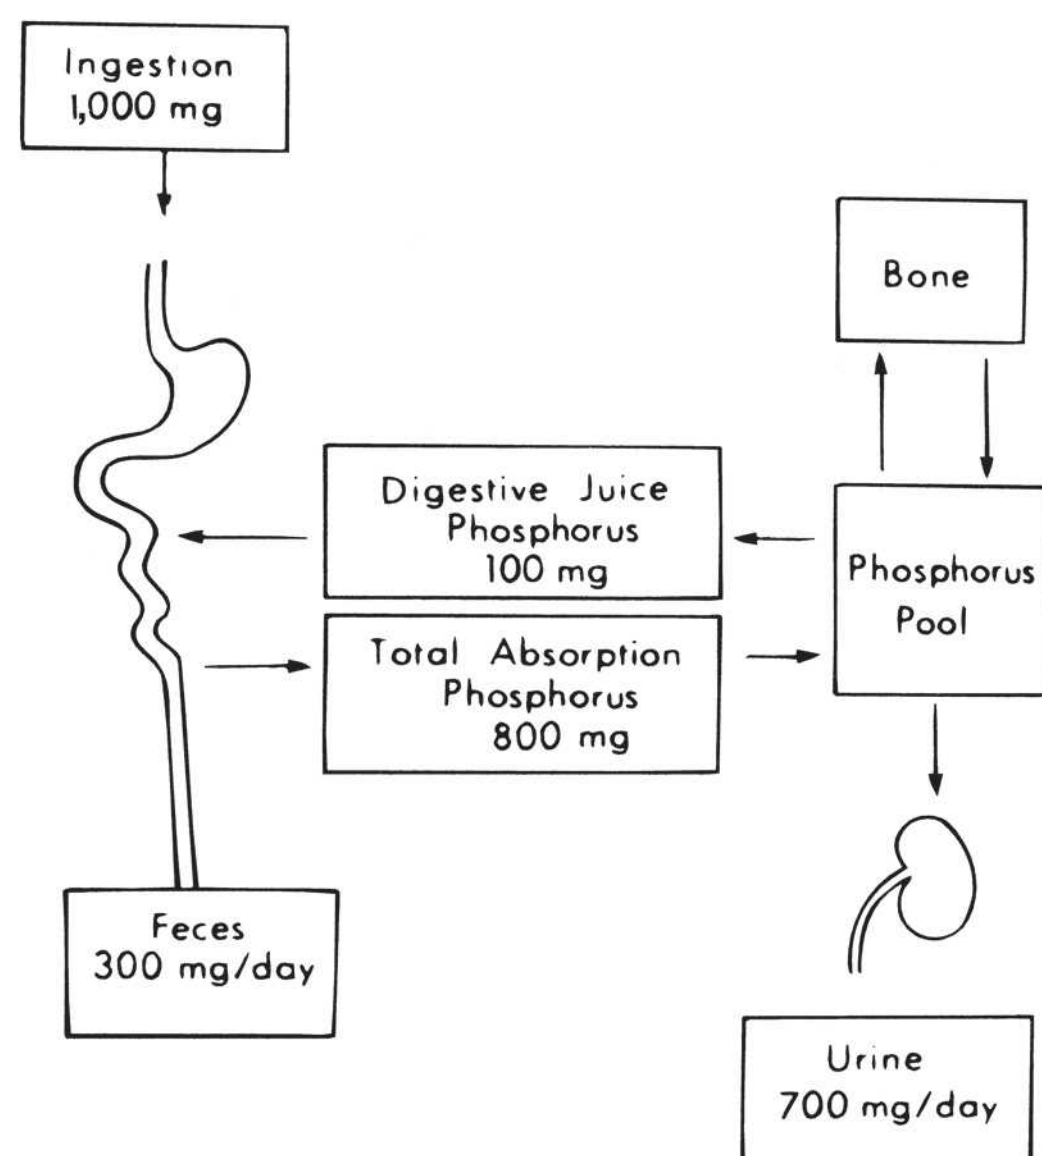 Ingestion
1,000 mg
Bone
Digestive Juice
Phosphorus
100 mg
Phosphorus
Pool
Total Absorption
Phosphorus
800 mg
Feces
300 mg/day
Urine
700 mg/day